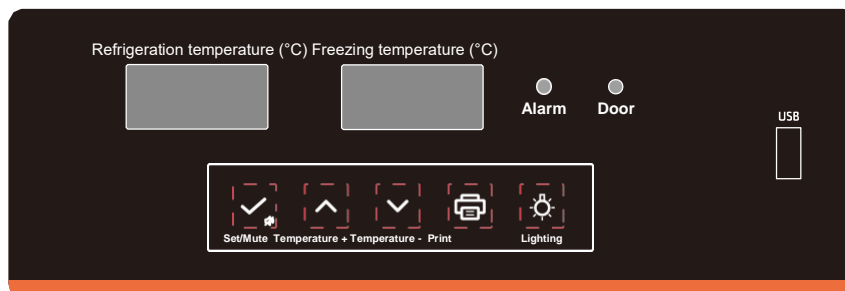 Refrigeration temperature (°C) Freezing temperature (°C)
Alarm Door
USB
Set/Mute Temperature + Temperature - Print Lighting